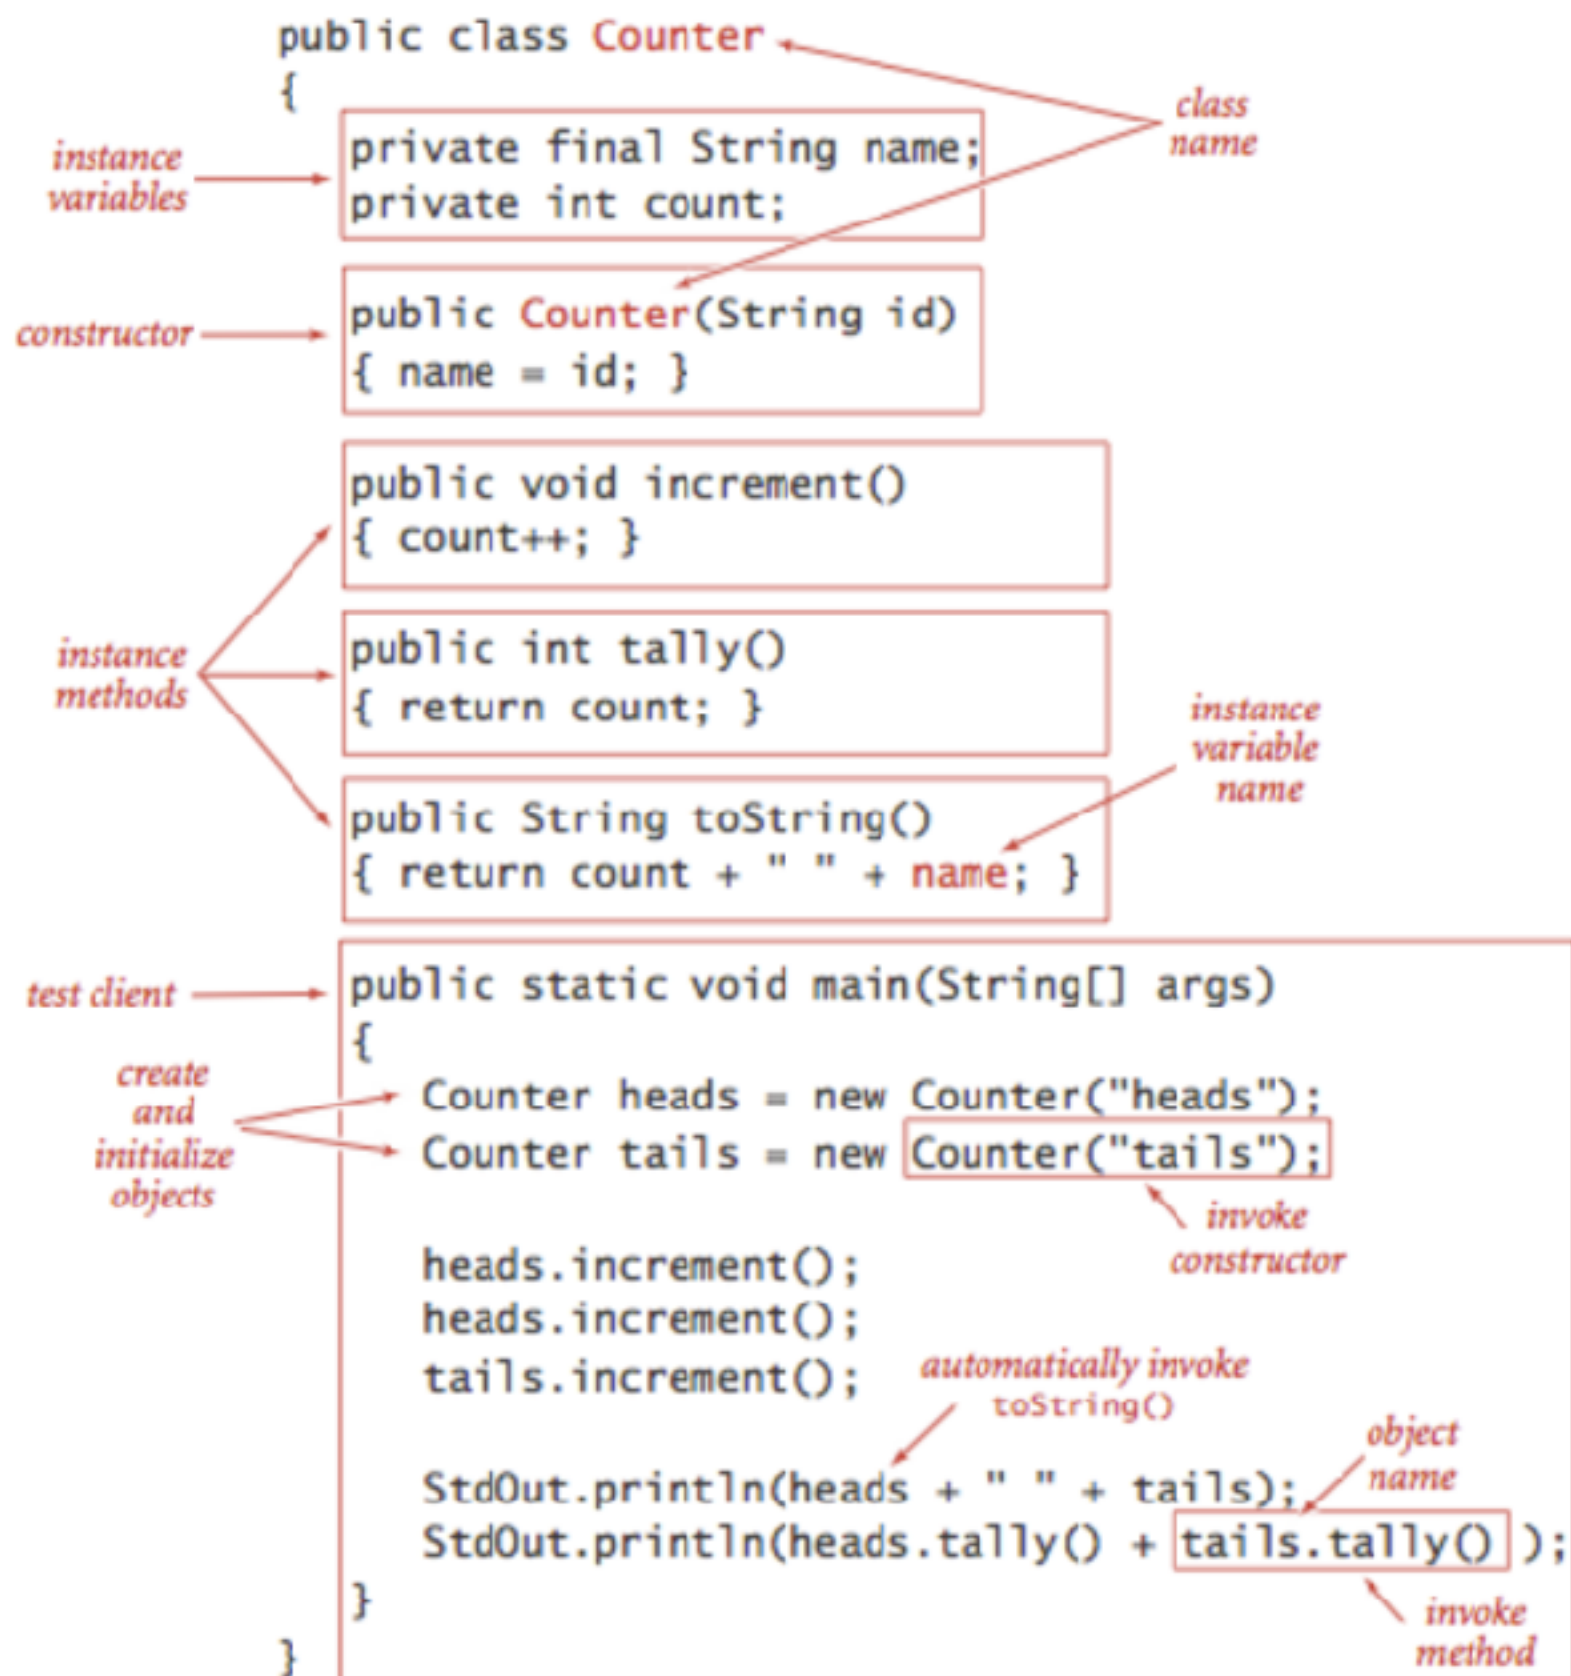 public class Counter
{
class
name
instance
variables
private final String name;
private int count;
constructor
public Counter(String id)
{ name = id; }
public void increment()
{ count++; }
instance
methods
public int tally()
{ return count; }
instance
variable
name
public String toString()
{ return count + " " + name; }
test client
public static void main(String[] args)
{
create
and
initialize
objects
Counter heads = new Counter("heads");
Counter tails = new Counter("tails");
invoke
constructor
heads.increment();
heads.increment();
tails.increment();
automatically invoke
toString()
object
name
StdOut.println(heads + " " + tails);
StdOut.println(heads.tally() + tails.tally() );
}
invoke
method
}